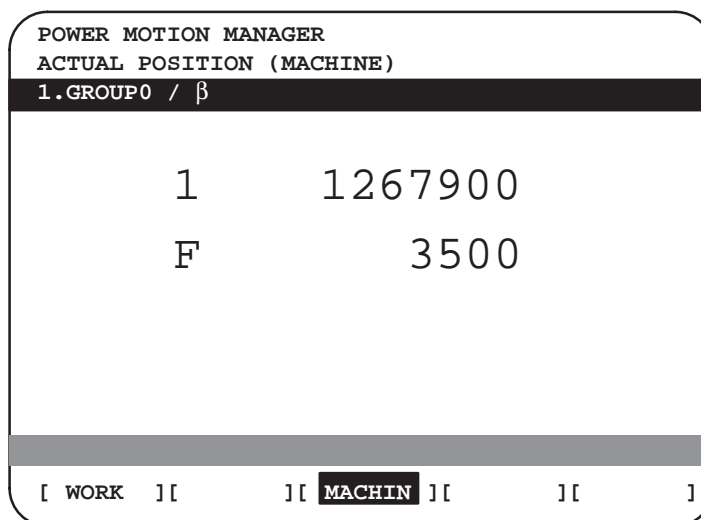 POWER MOTION MANAGER
ACTUAL POSITION (MACHINE)
1.GROUP0 / β
1 1267900
F 3500
[ WORK ][ ][ MACHIN ][ ][ ]